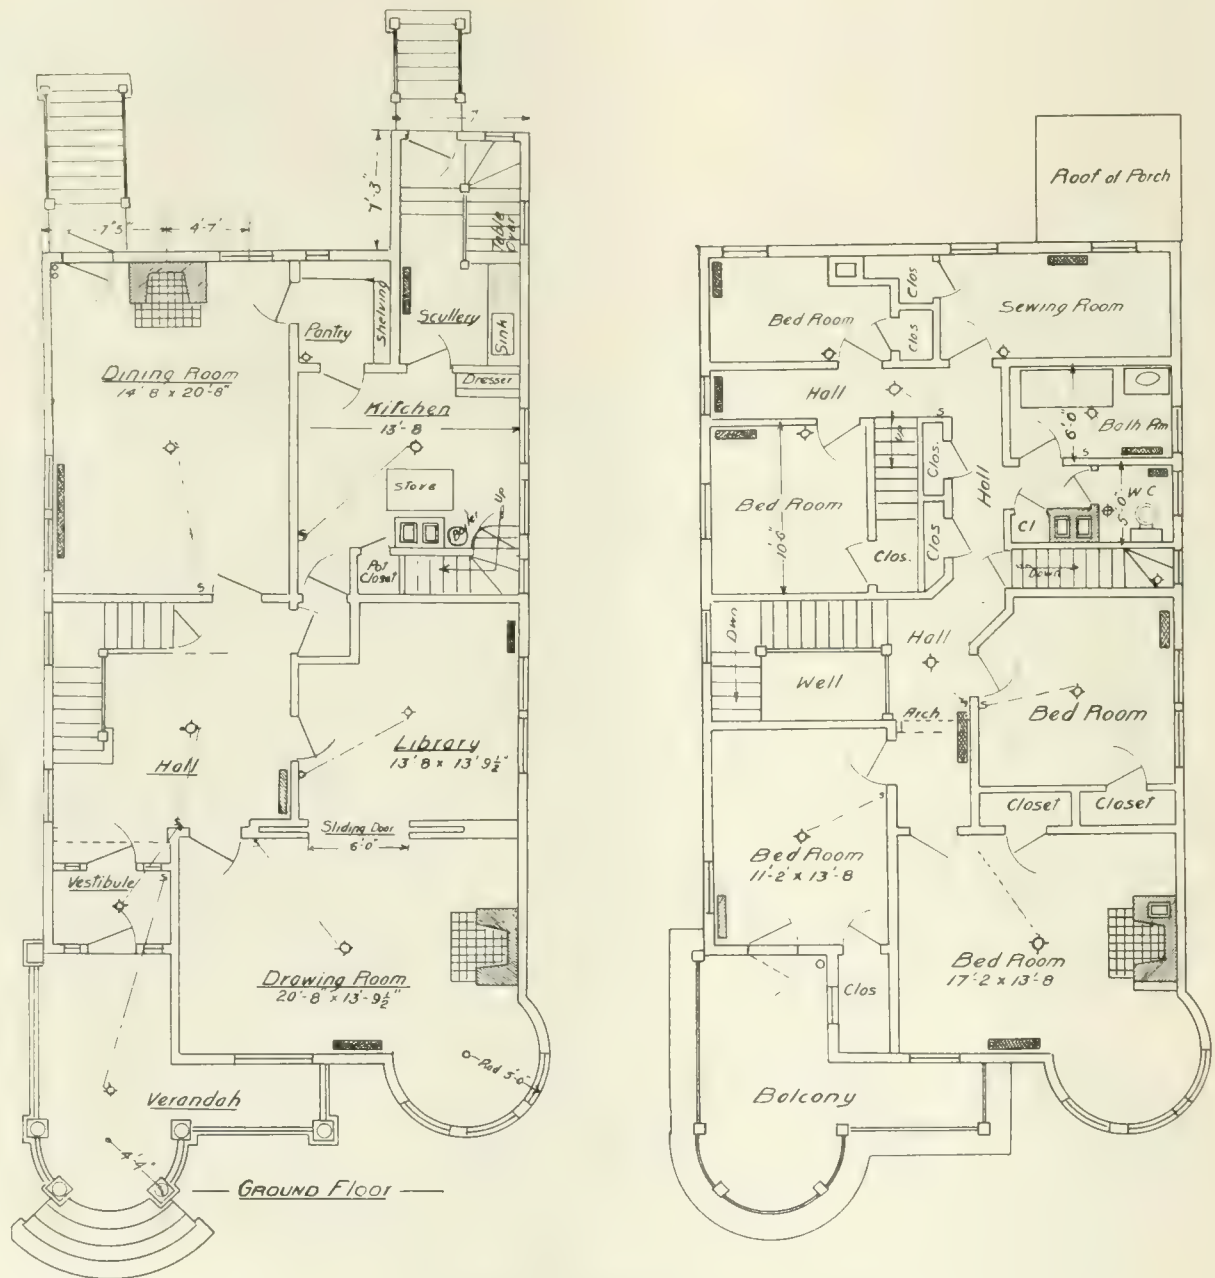 7'-3"
7'5
4'-7'
Table
Over
Shelving
Pantry
Scullery
Sink
Dining Room
14'8 x 20'-8"
Dresser
Kitchen
13'-8
Stove
Up
Pot
Closet
S
S
Hall
Library
13'8 x 13'9½"
Sliding Door
6'-0"
S
Vestibule
S
Drawing Room
20'-8" x 13'-9½"
Rad 5'-0"
Verandah
4'-4"
GROUND FLOOR
Roof of Porch
Clos
Bed Room
Clos
Sewing Room
Hall
S
6'-0"
Bath Rm
S
Up
Clos.
Hall
Bed Room
10'-6"
Clos.
Clos
Cl
5'-0"
W C
Down
Dwn
Hall
Well
Arch
S
S
Bed Room
Closet
Closet
S
Bed Room
11'-2" x 13'-8
Bed Room
17'-2 x 13'-8
Clos
Balcony